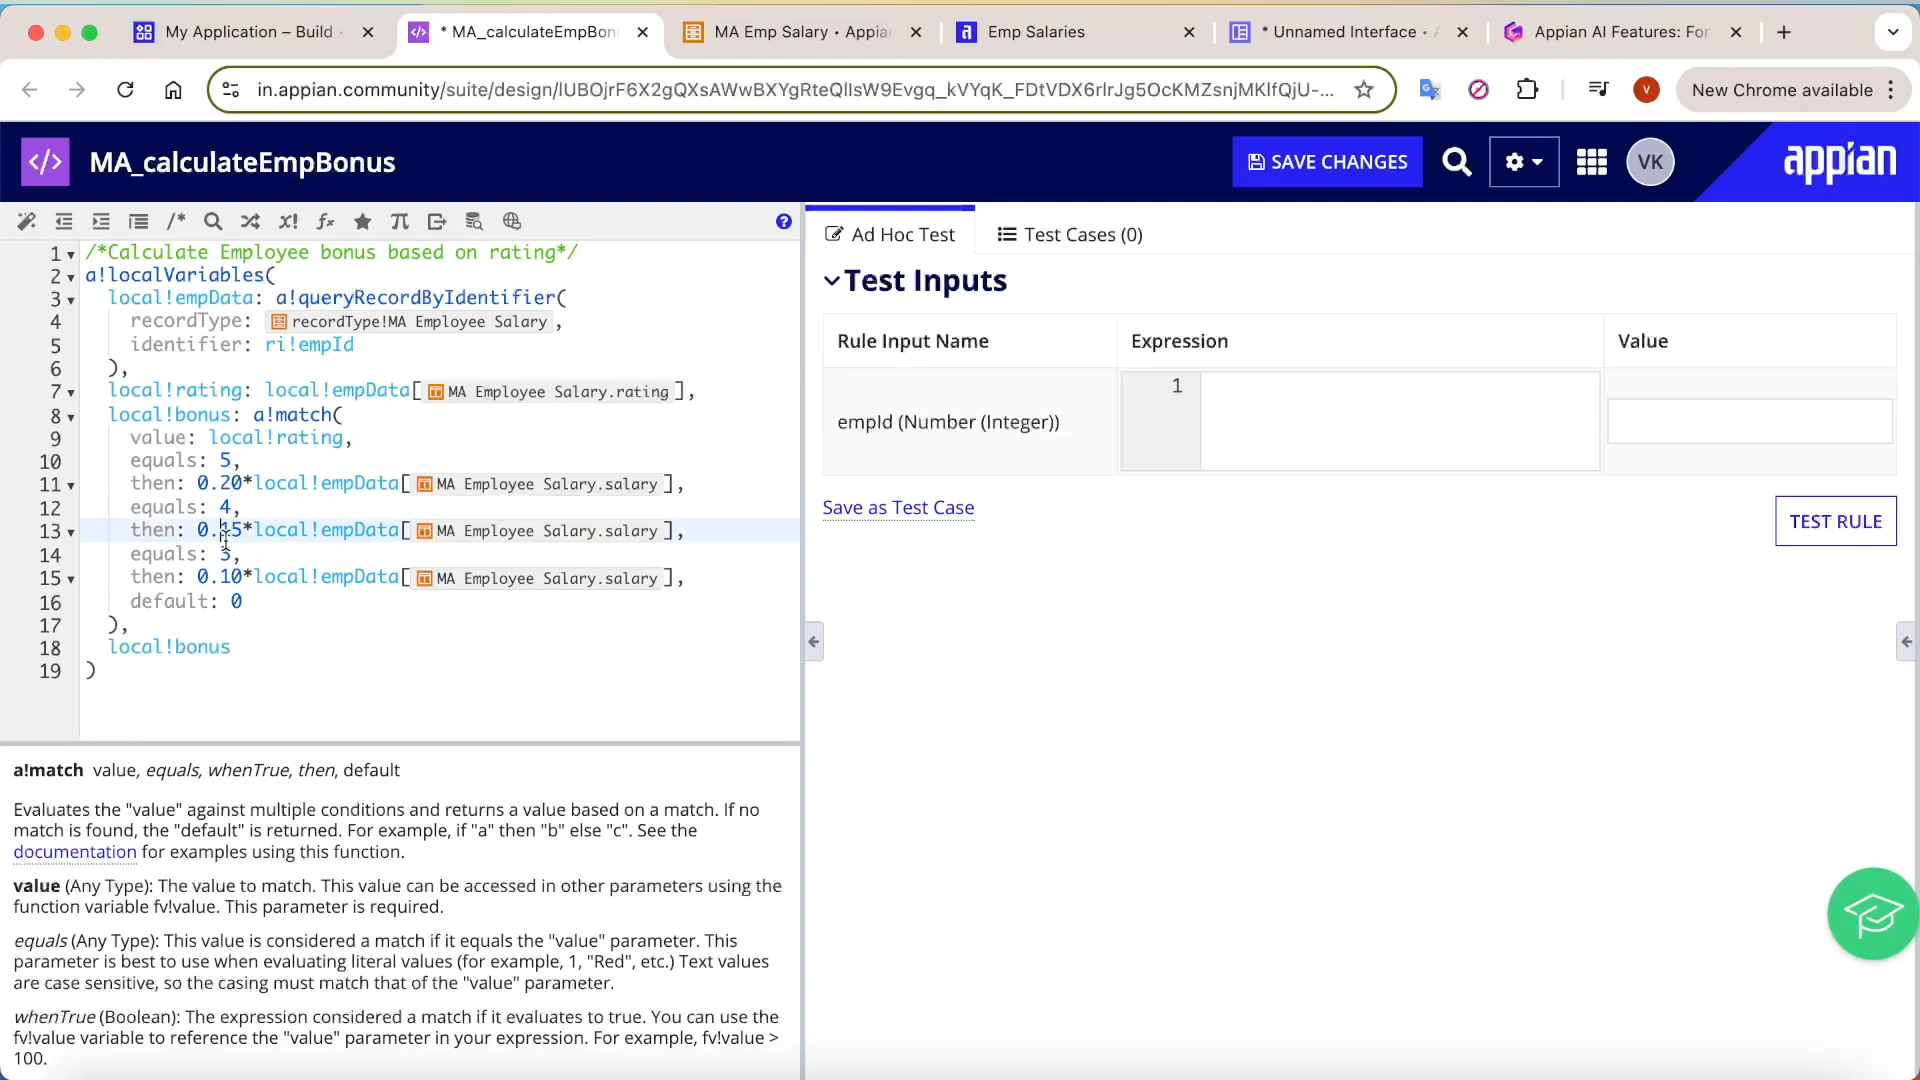 My Application – Build
* MA_calculateEmpBon
MA Emp Salary • Appia
Emp Salaries
* Unnamed Interface •
Appian AI Features: For
in.appian.community/suite/design/
New Chrome available
</> MA_calculateEmpBonus
SAVE CHANGES
VK
appian
/*
x!
fx
π
?
Ad Hoc Test
Test Cases (0)
1 /*Calculate Employee bonus based on rating*/
2 a!localVariables(
3 local!empData: a!queryRecordByIdentifier(
4 recordType: recordType!MA Employee Salary ,
5 identifier: ri!empId
6 ),
7 local!rating: local!empData[ MA Employee Salary.rating ],
8 local!bonus: a!match(
9 value: local!rating,
10 equals: 5,
11 then: 0.20*local!empData[ MA Employee Salary.salary ],
12 equals: 4,
13 then: 0.15*local!empData[ MA Employee Salary.salary ],
14 equals: 3,
15 then: 0.10*local!empData[ MA Employee Salary.salary ],
16 default: 0
17 ),
18 local!bonus
19 )
Test Inputs
Rule Input Name
Expression
Value
empId (Number (Integer))
1
Save as Test Case
TEST RULE
a!match value, equals, whenTrue, then, default
Evaluates the "value" against multiple conditions and returns a value based on a match. If no
match is found, the "default" is returned. For example, if "a" then "b" else "c". See the
documentation for examples using this function.
value (Any Type): The value to match. This value can be accessed in other parameters using the
function variable fv!value. This parameter is required.
equals (Any Type): This value is considered a match if it equals the "value" parameter. This
parameter is best to use when evaluating literal values (for example, 1, "Red", etc.) Text values
are case sensitive, so the casing must match that of the "value" parameter.
whenTrue (Boolean): The expression considered a match if it evaluates to true. You can use the
fv!value variable to reference the "value" parameter in your expression. For example, fv!value >
100.